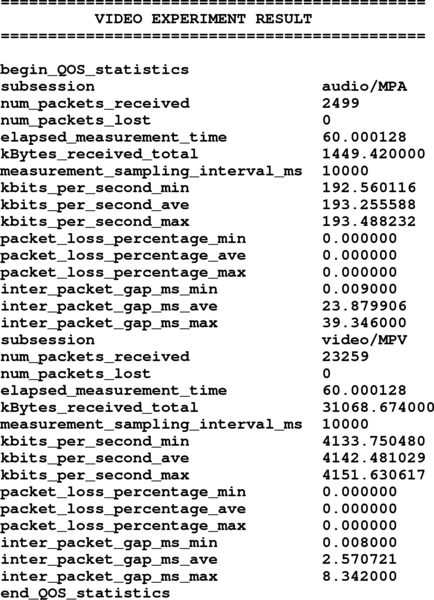 ==================================================
VIDEO EXPERIMENT RESULT
==================================================
begin_QOS_statistics
subsession audio/MPA
num_packets_received 2499
num_packets_lost 0
elapsed_measurement_time 60.000128
kBytes_received_total 1449.420000
measurement_sampling_interval_ms 10000
kbits_per_second_min 192.560116
kbits_per_second_ave 193.255588
kbits_per_second_max 193.488232
packet_loss_percentage_min 0.000000
packet_loss_percentage_ave 0.000000
packet_loss_percentage_max 0.000000
inter_packet_gap_ms_min 0.009000
inter_packet_gap_ms_ave 23.879906
inter_packet_gap_ms_max 39.346000
subsession video/MPV
num_packets_received 23259
num_packets_lost 0
elapsed_measurement_time 60.000128
kBytes_received_total 31068.674000
measurement_sampling_interval_ms 10000
kbits_per_second_min 4133.750480
kbits_per_second_ave 4142.481029
kbits_per_second_max 4151.630617
packet_loss_percentage_min 0.000000
packet_loss_percentage_ave 0.000000
packet_loss_percentage_max 0.000000
inter_packet_gap_ms_min 0.008000
inter_packet_gap_ms_ave 2.570721
inter_packet_gap_ms_max 8.342000
end_QOS_statistics